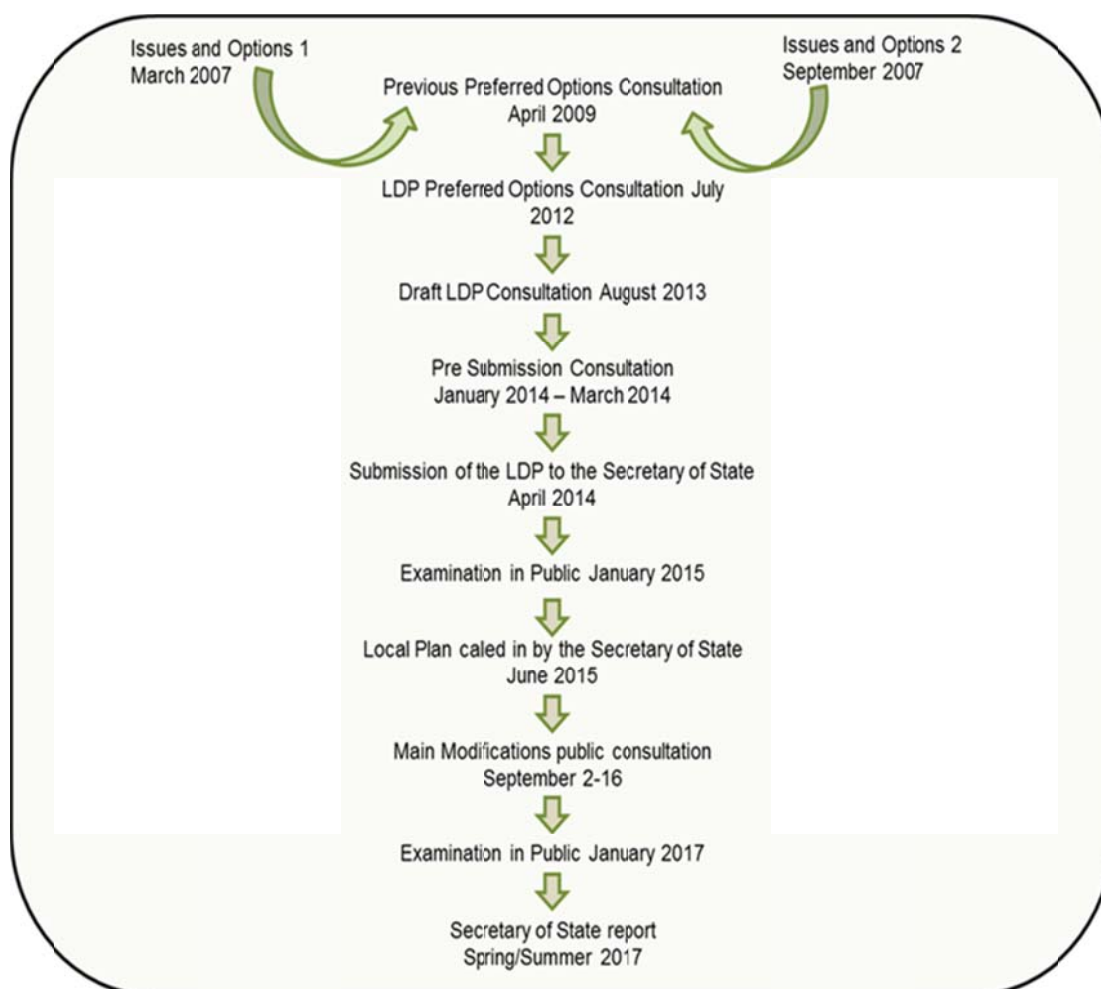 Issues and Options 1
March 2007
Issues and Options 2
September 2007
Previous Preferred Options Consultation
April 2009
LDP Preferred Options Consultation July
2012
Draft LDP Consultation August 2013
Pre Submission Consultation
January 2014 – March 2014
Submission of the LDP to the Secretary of State
April 2014
Examination in Public January 2015
Local Plan caled in by the Secretary of State
June 2015
Main Modifications public consultation
September 2-16
Examination in Public January 2017
Secretary of State report
Spring/Summer 2017